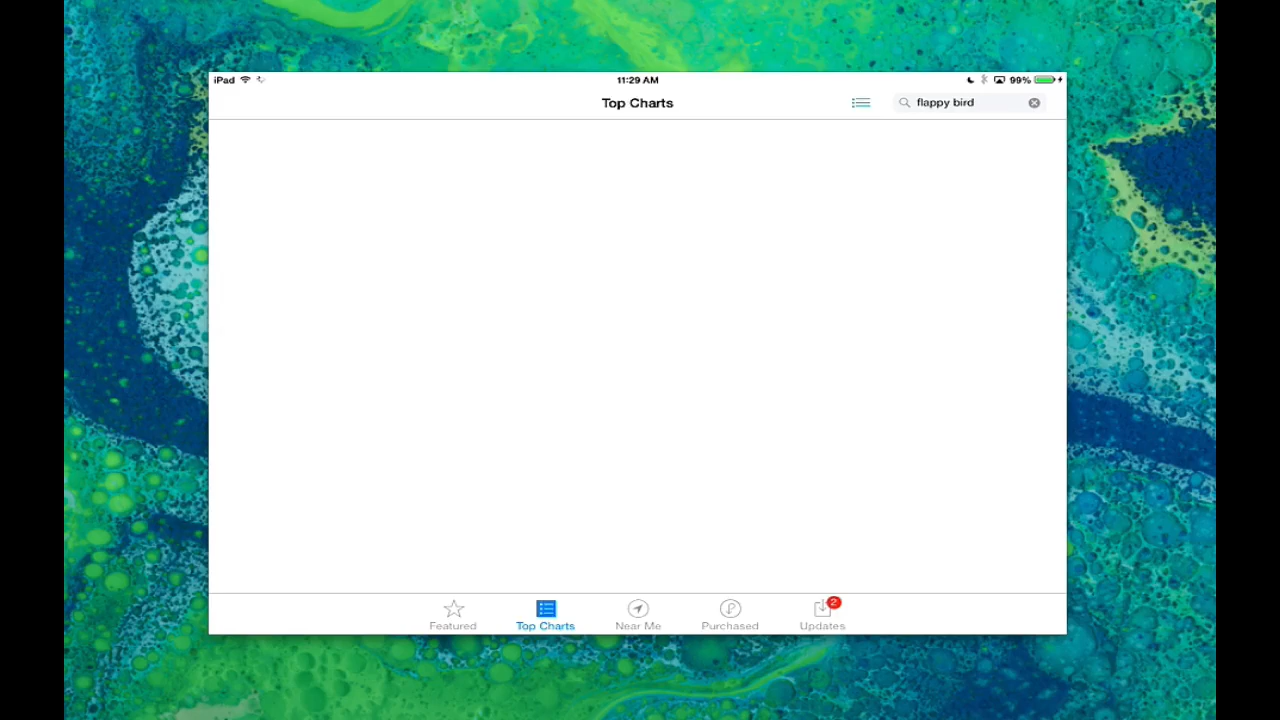 iPad 11:29 AM 99%
Top Charts flappy bird
2
Featured Top Charts Near Me Purchased Updates